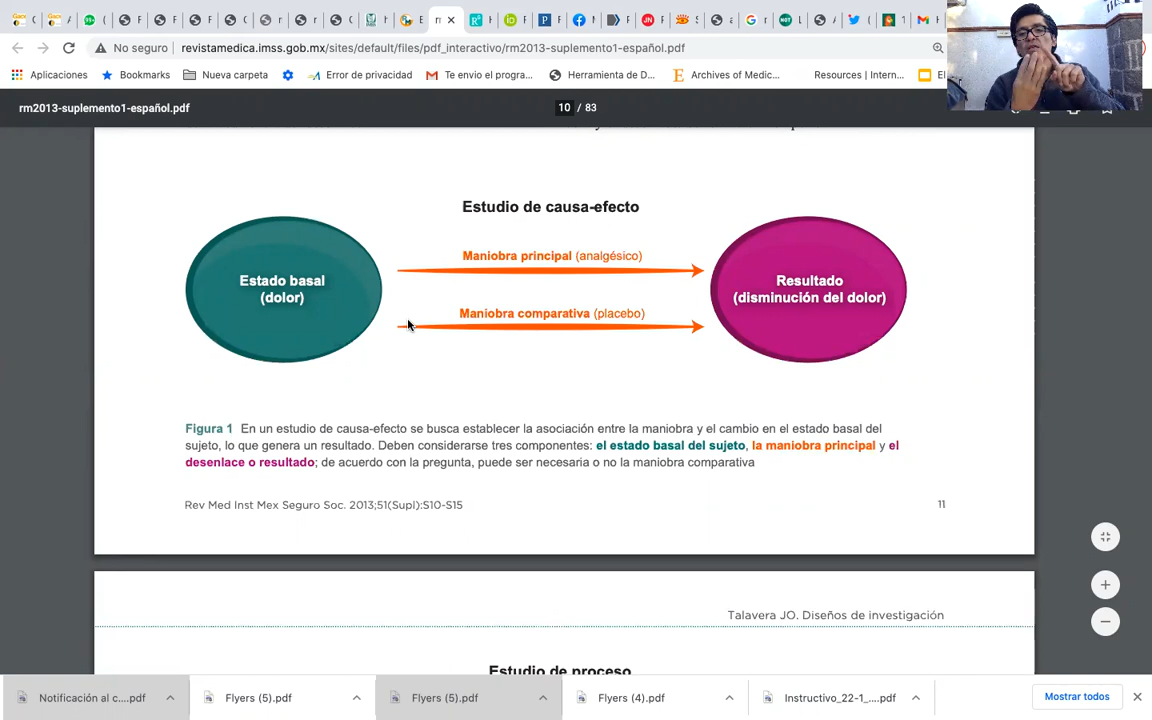 No seguro
revistamedica.imss.gob.mx/sites/default/files/pdf_interactivo/rm2013-suplemento1-español.pdf
Aplicaciones
Bookmarks
Nueva carpeta
Error de privacidad
Te envio el progra...
Herramienta de D...
Archives of Medic...
Resources | Intern...
El
rm2013-suplemento1-español.pdf
10 / 83
Estudio de causa-efecto
Maniobra principal (analgésico)
Estado basal
(dolor)
Resultado
(disminución del dolor)
Maniobra comparativa (placebo)
Figura 1 En un estudio de causa-efecto se busca establecer la asociación entre la maniobra y el cambio en el estado basal del
sujeto, lo que genera un resultado. Deben considerarse tres componentes: el estado basal del sujeto, la maniobra principal y el
desenlace o resultado; de acuerdo con la pregunta, puede ser necesaria o no la maniobra comparativa
Rev Med Inst Mex Seguro Soc. 2013;51(Supl):S10-S15
11
Talavera JO. Diseños de investigación
Estudio de proceso
Notificación al c....pdf
Flyers (5).pdf
Flyers (5).pdf
Flyers (4).pdf
Instructivo_22-1_....pdf
Mostrar todos